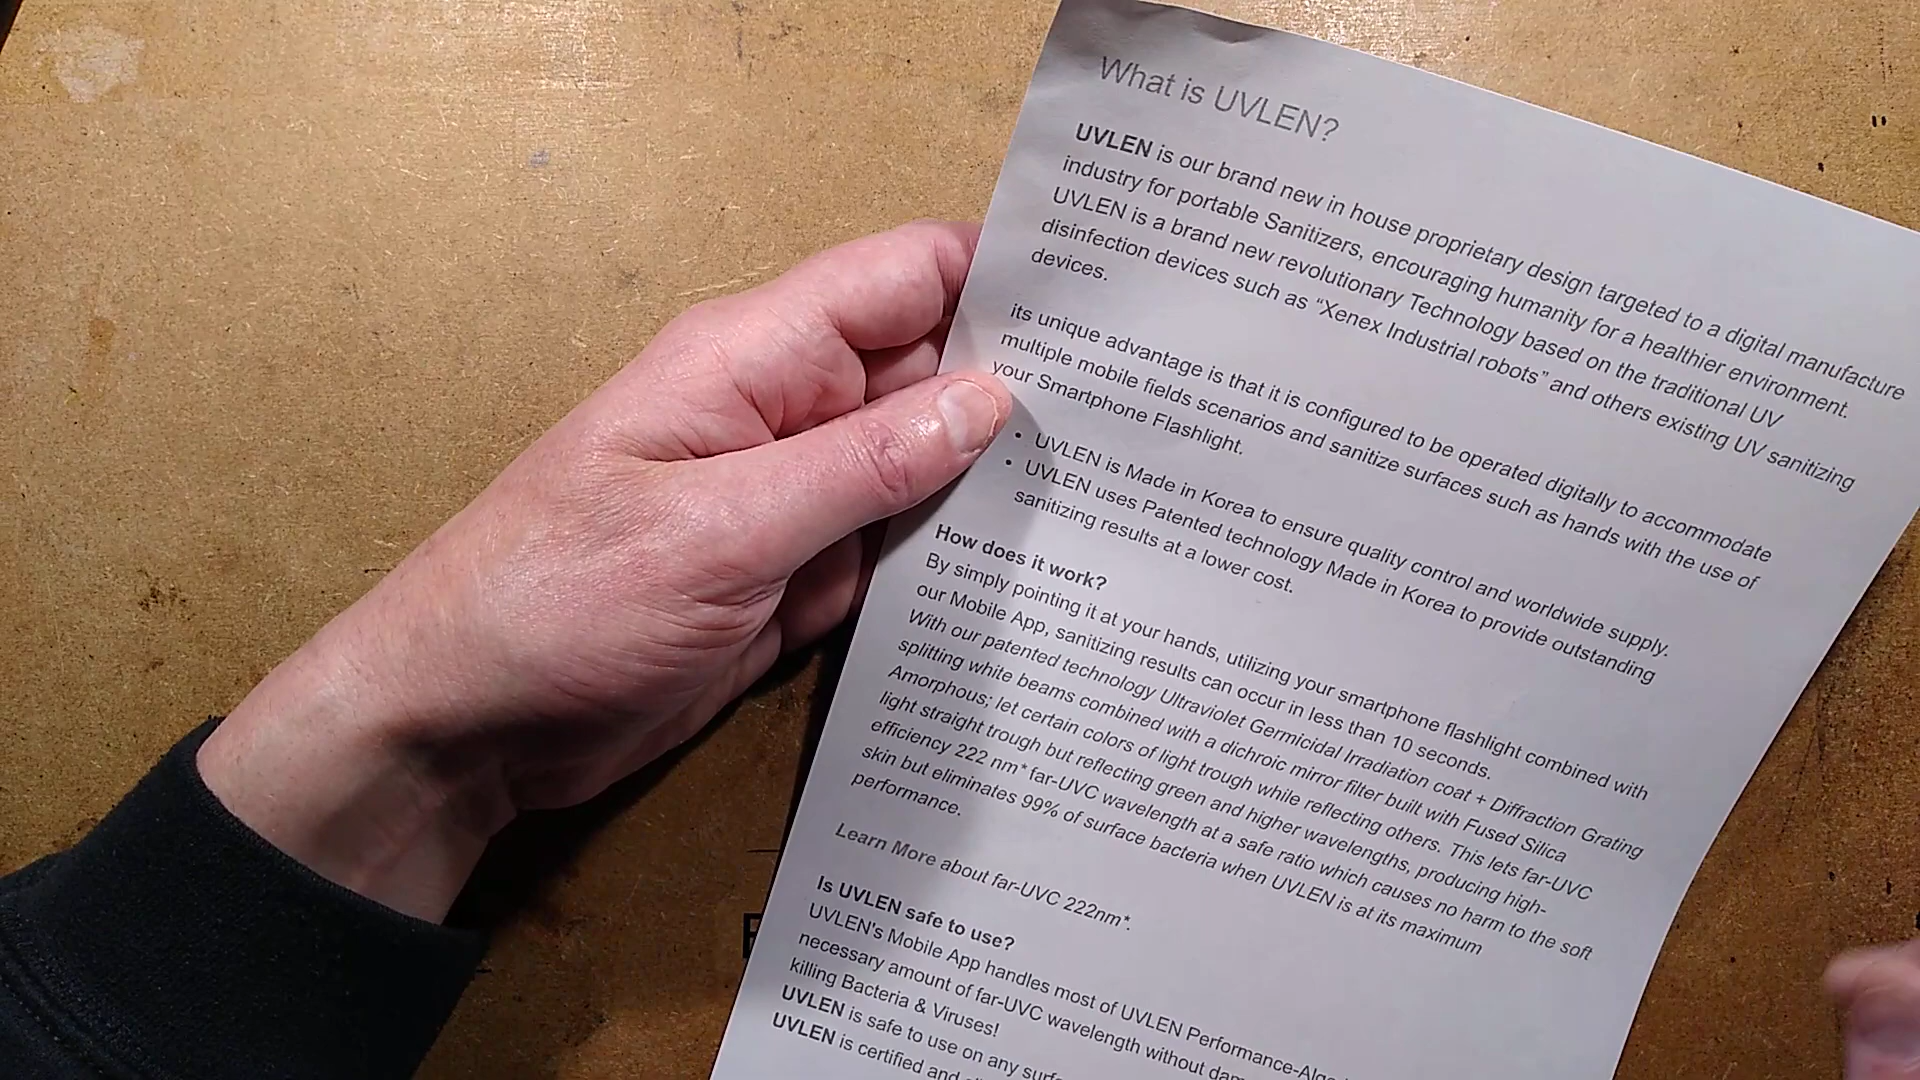 What is UVLEN?
UVLEN is our brand new in house proprietary design targeted to a digital manufacture
industry for portable Sanitizers, encouraging humanity for a healthier environment.
UVLEN is a brand new revolutionary Technology based on the traditional UV
disinfection devices such as “Xenex Industrial robots” and others existing UV sanitizing
devices.
its unique advantage is that it is configured to be operated digitally to accommodate
multiple mobile fields scenarios and sanitize surfaces such as hands with the use of
your Smartphone Flashlight.
• UVLEN is Made in Korea to ensure quality control and worldwide supply.
• UVLEN uses Patented technology Made in Korea to provide outstanding
sanitizing results at a lower cost.
How does it work?
By simply pointing it at your hands, utilizing your smartphone flashlight combined with
our Mobile App, sanitizing results can occur in less than 10 seconds.
With our patented technology Ultraviolet Germicidal Irradiation coat + Diffraction Grating
splitting white beams combined with a dichroic mirror filter built with Fused Silica
Amorphous; let certain colors of light trough while reflecting others. This lets far-UVC
light straight trough but reflecting green and higher wavelengths, producing high-
efficiency 222 nm* far-UVC wavelength at a safe ratio which causes no harm to the soft
skin but eliminates 99% of surface bacteria when UVLEN is at its maximum
performance.
Learn More about far-UVC 222nm*.
Is UVLEN safe to use?
UVLEN's Mobile App handles most of UVLEN
necessary amount of far-UVC wavelength without
killing Bacteria & Viruses!
UVLEN is safe to use on any
UVLEN is certified and